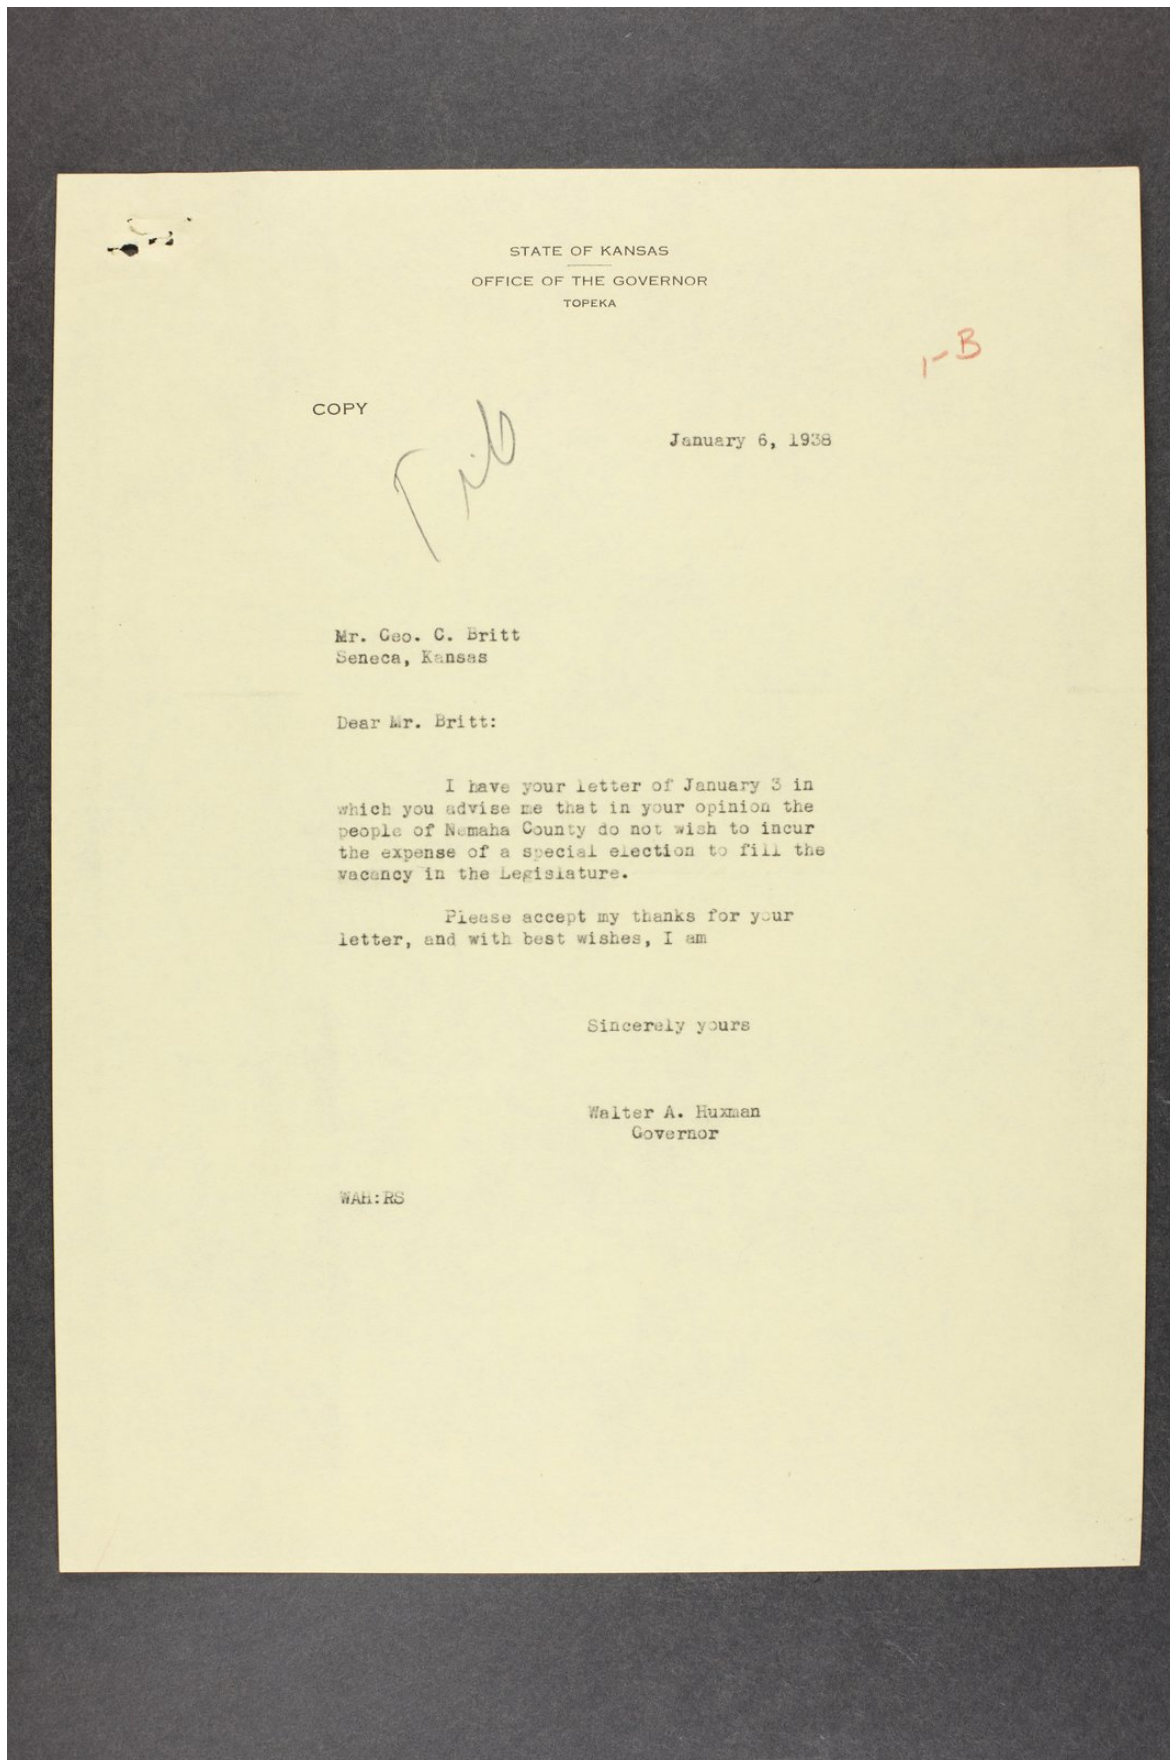 STATE OF KANSAS
OFFICE OF THE GOVERNOR
TOPEKA
1-B
COPY
January 6, 1938
Mr. Geo. C. Britt
Seneca, Kansas
Dear Mr. Britt:
I have your letter of January 3 in
which you advise me that in your opinion the
people of Nemaha County do not wish to incur
the expense of a special election to fill the
vacancy in the Legislature.
Please accept my thanks for your
letter, and with best wishes, I am
Sincerely yours
Walter A. Huxman
Governor
WAH:RS